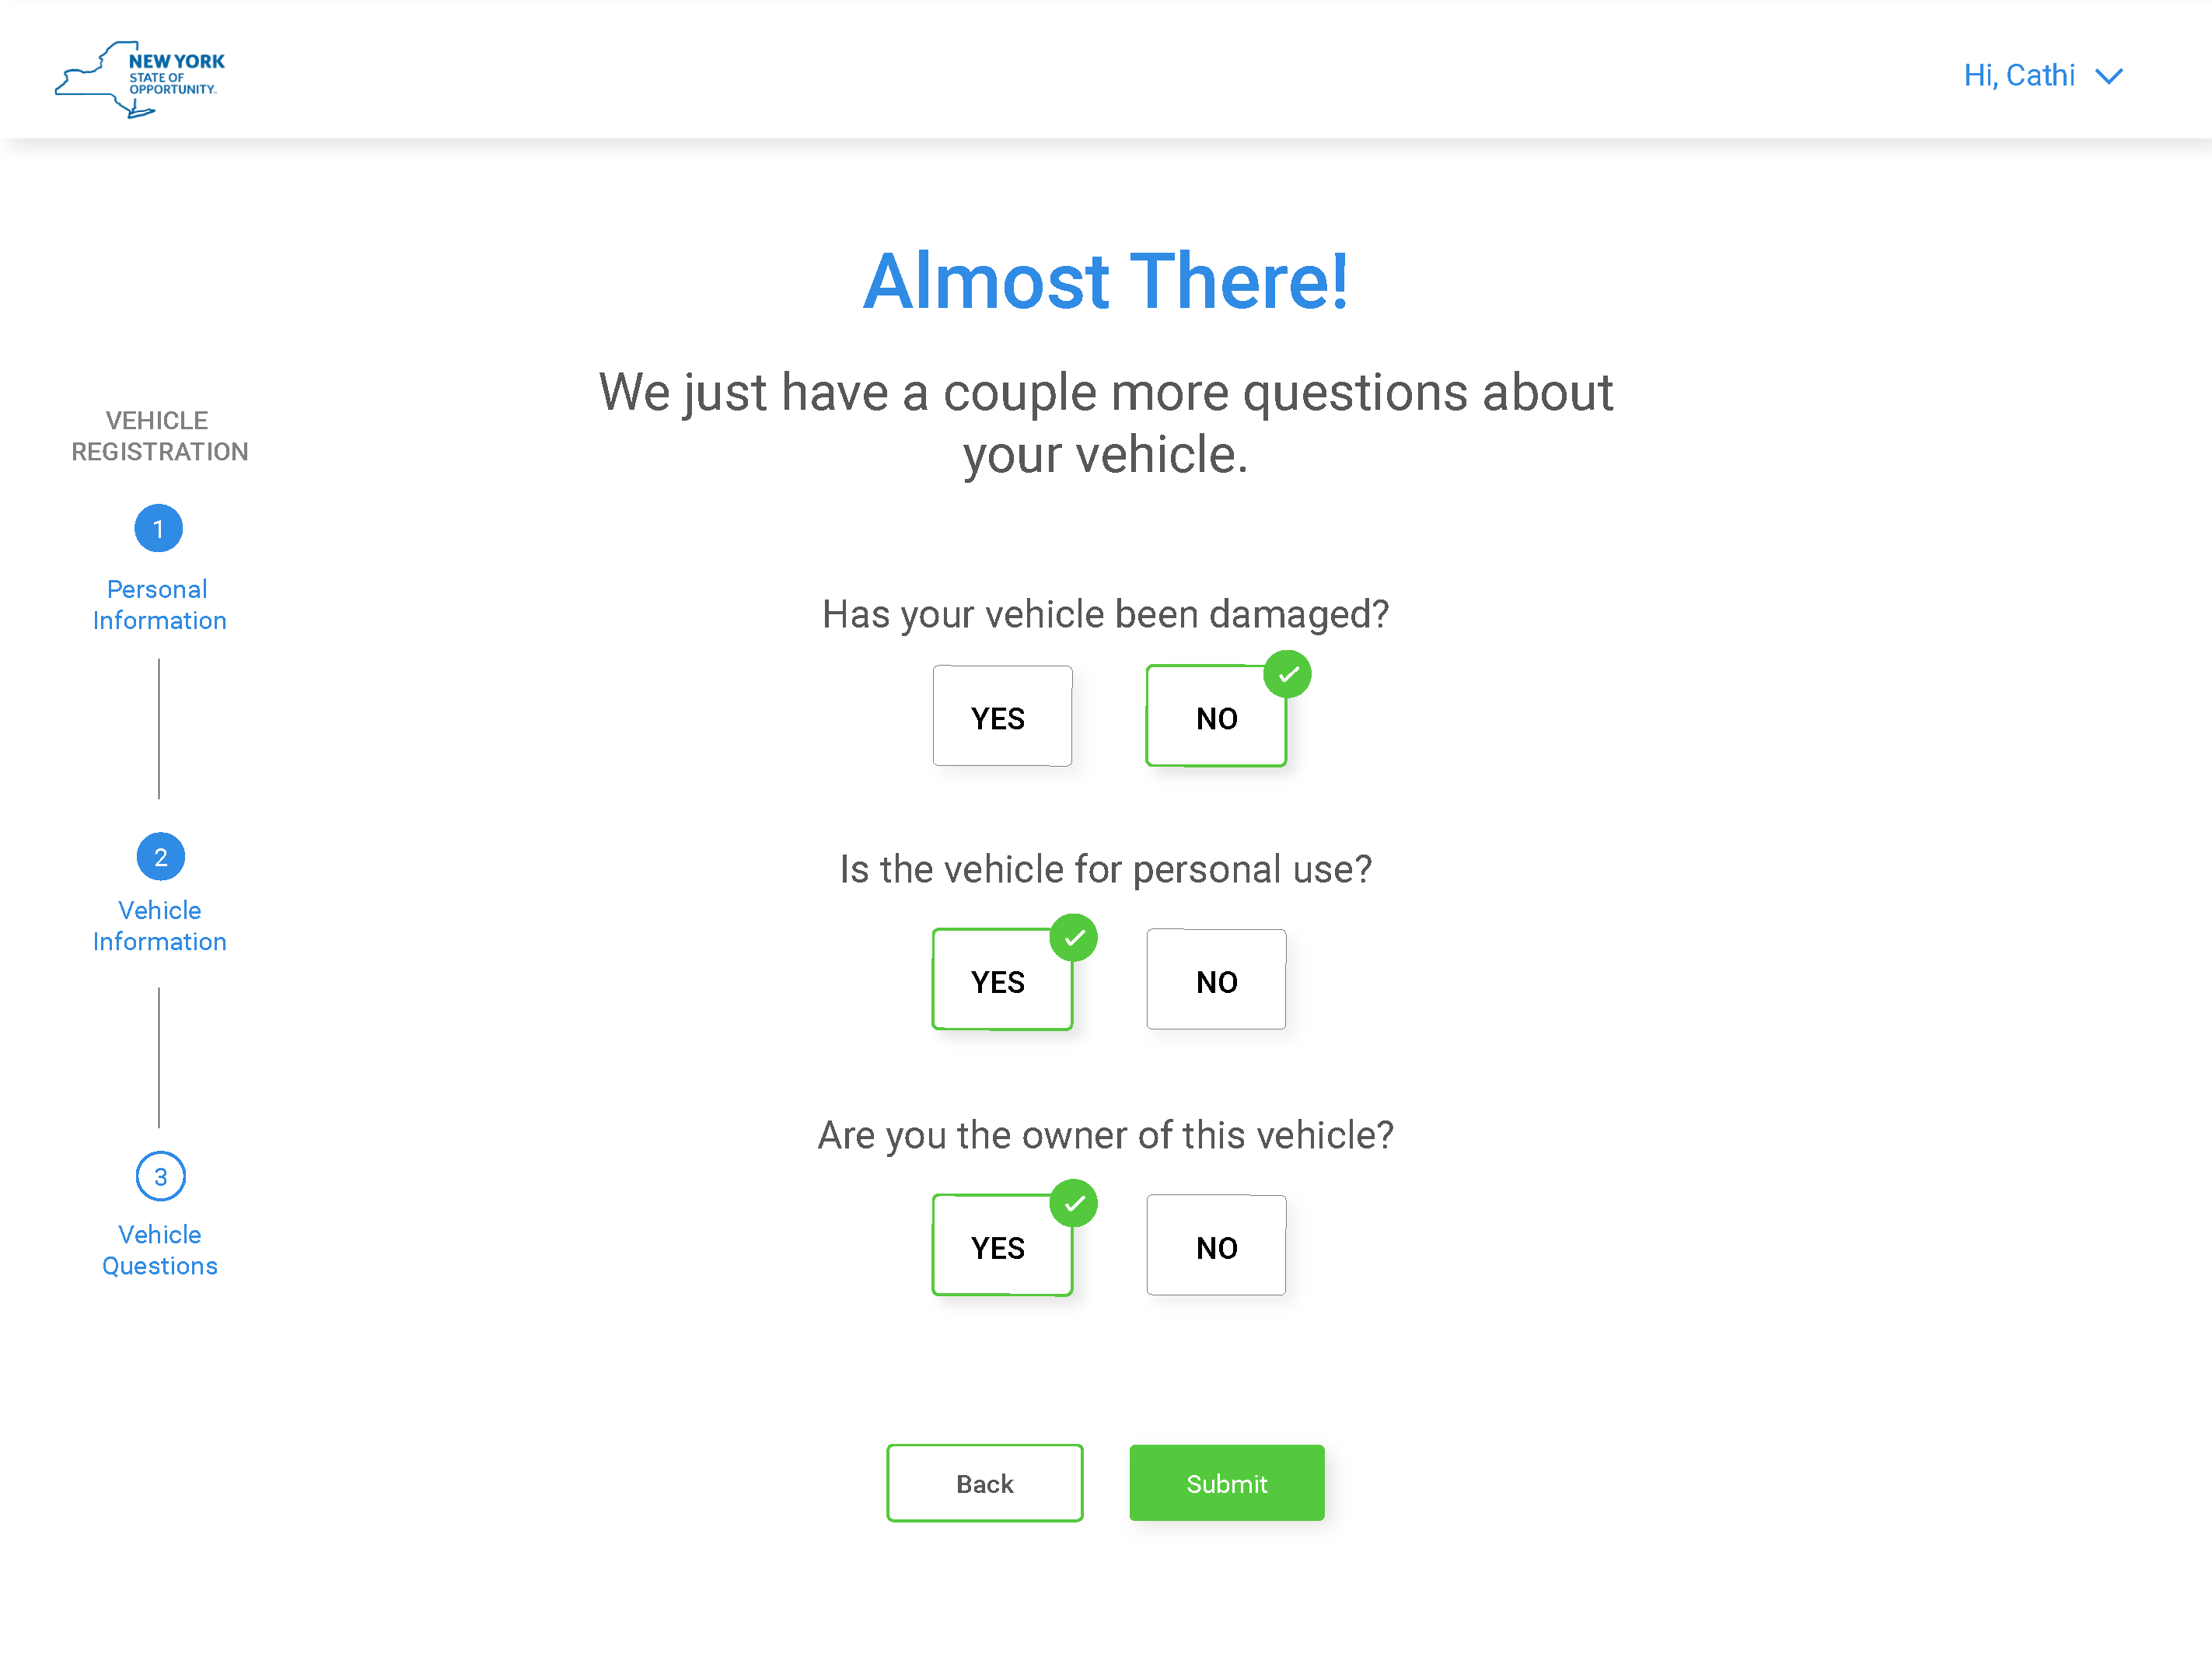 NEW YORK
STATE OF
OPPORTUNITY™
Hi, Cathi
Almost There!
We just have a couple more questions about
your vehicle.
VEHICLE
REGISTRATION
1
Personal
Information
2
Vehicle
Information
3
Vehicle
Questions
Has your vehicle been damaged?
YES NO
Is the vehicle for personal use?
YES NO
Are you the owner of this vehicle?
YES NO
Back Submit